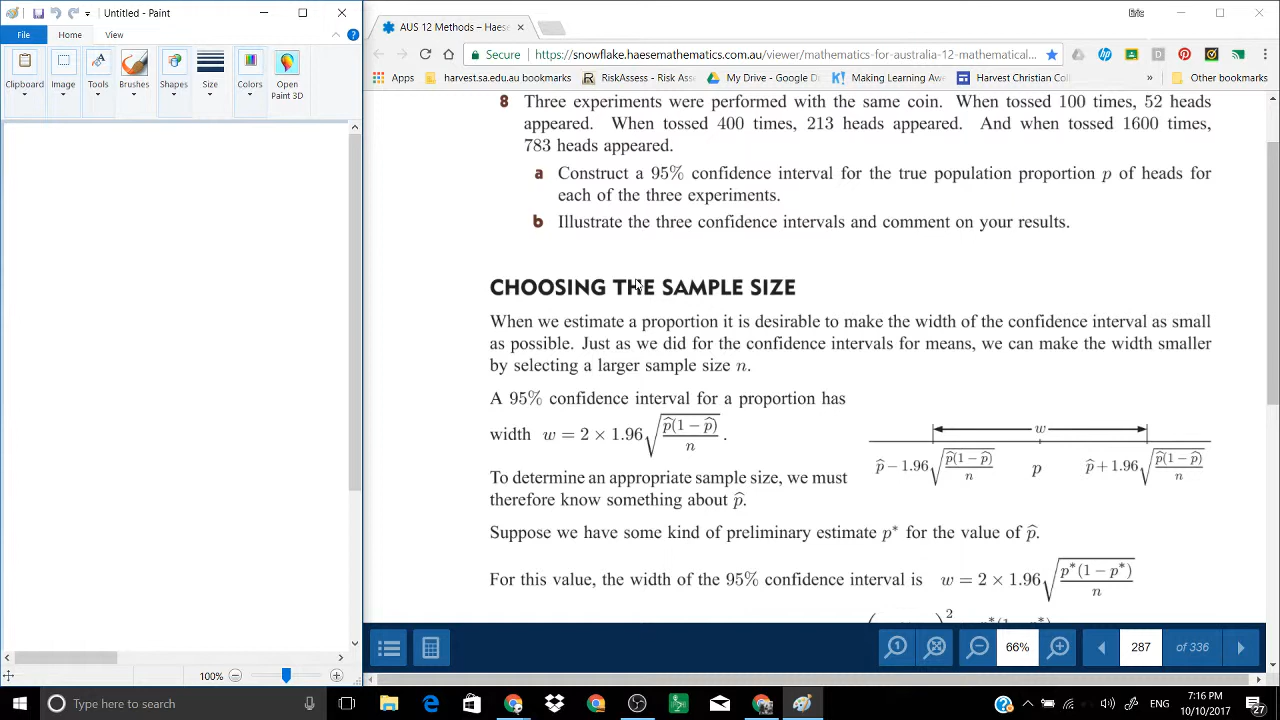 Untitled - Paint
File Home View
Clipboard Image Tools Brushes Shapes Size Colors Open Paint 3D
100%
AUS 12 Methods – Haese
Secure https://snowflake.haesemathematics.com.au/viewer/mathematics-for-australia-12-mathematical...
Apps harvest.sa.edu.au bookmarks RiskAssess - Risk Ass My Drive - Google D Making Learning Awe Harvest Christian Co » Other bookmarks
8 Three experiments were performed with the same coin. When tossed 100 times, 52 heads
appeared. When tossed 400 times, 213 heads appeared. And when tossed 1600 times,
783 heads appeared.
a Construct a 95% confidence interval for the true population proportion p of heads for
each of the three experiments.
b Illustrate the three confidence intervals and comment on your results.
CHOOSING THE SAMPLE SIZE
When we estimate a proportion it is desirable to make the width of the confidence interval as small
as possible. Just as we did for the confidence intervals for means, we can make the width smaller
by selecting a larger sample size n.
A 95% confidence interval for a proportion has
width w = 2 × 1.96√(p̂(1 − p̂)/n) .
w
p̂ − 1.96√(p̂(1 − p̂)/n) p p̂ + 1.96√(p̂(1 − p̂)/n)
To determine an appropriate sample size, we must
therefore know something about p̂.
Suppose we have some kind of preliminary estimate p* for the value of p̂.
For this value, the width of the 95% confidence interval is w = 2 × 1.96√(p*(1 − p*)/n)
66% 287 of 336
Type here to search
ENG
7:16 PM
10/10/2017
27